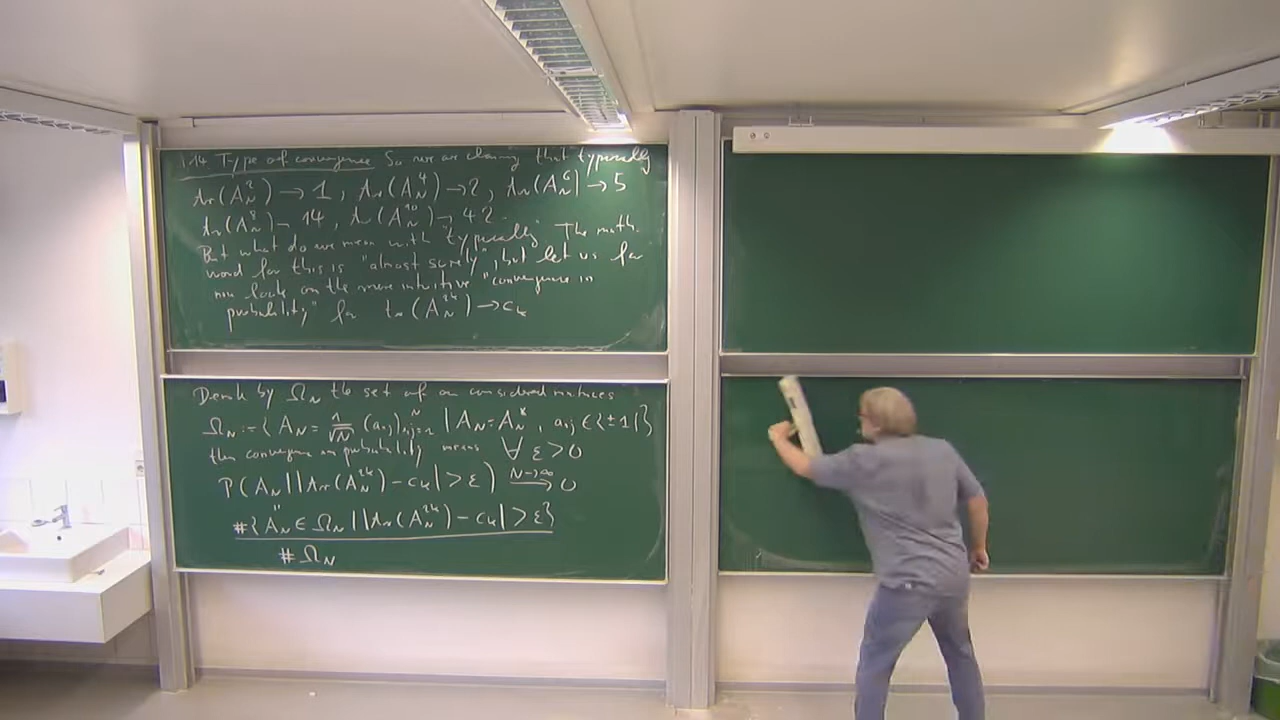 1.14 Type of convergence So we are claiming that "typically
tr(A_N^2) → 1, tr(A_N^4) → 2, tr(A_N^6) → 5
tr(A_N^8) → 14, tr(A_N^10) → 42.
But what do we mean with "typically" The math.
word for this is "almost surely", but let us for
now look on the more intuitive "convergence in
probability" for tr(A_N^2k) → c_k
Denote by Ω_N the set of our considered matrices
Ω_N := { A_N = 1/√N (a_ij)_{i,j=1}^N | A_N = A_N^*, a_ij ∈ {±1} }
then convergence in probability means ∀ ε > 0
P(A_N | |tr(A_N^2k) - c_k| > ε) →^{N→∞} 0
"
#{A_N ∈ Ω_N | |tr(A_N^2k) - c_k| > ε}
# Ω_N